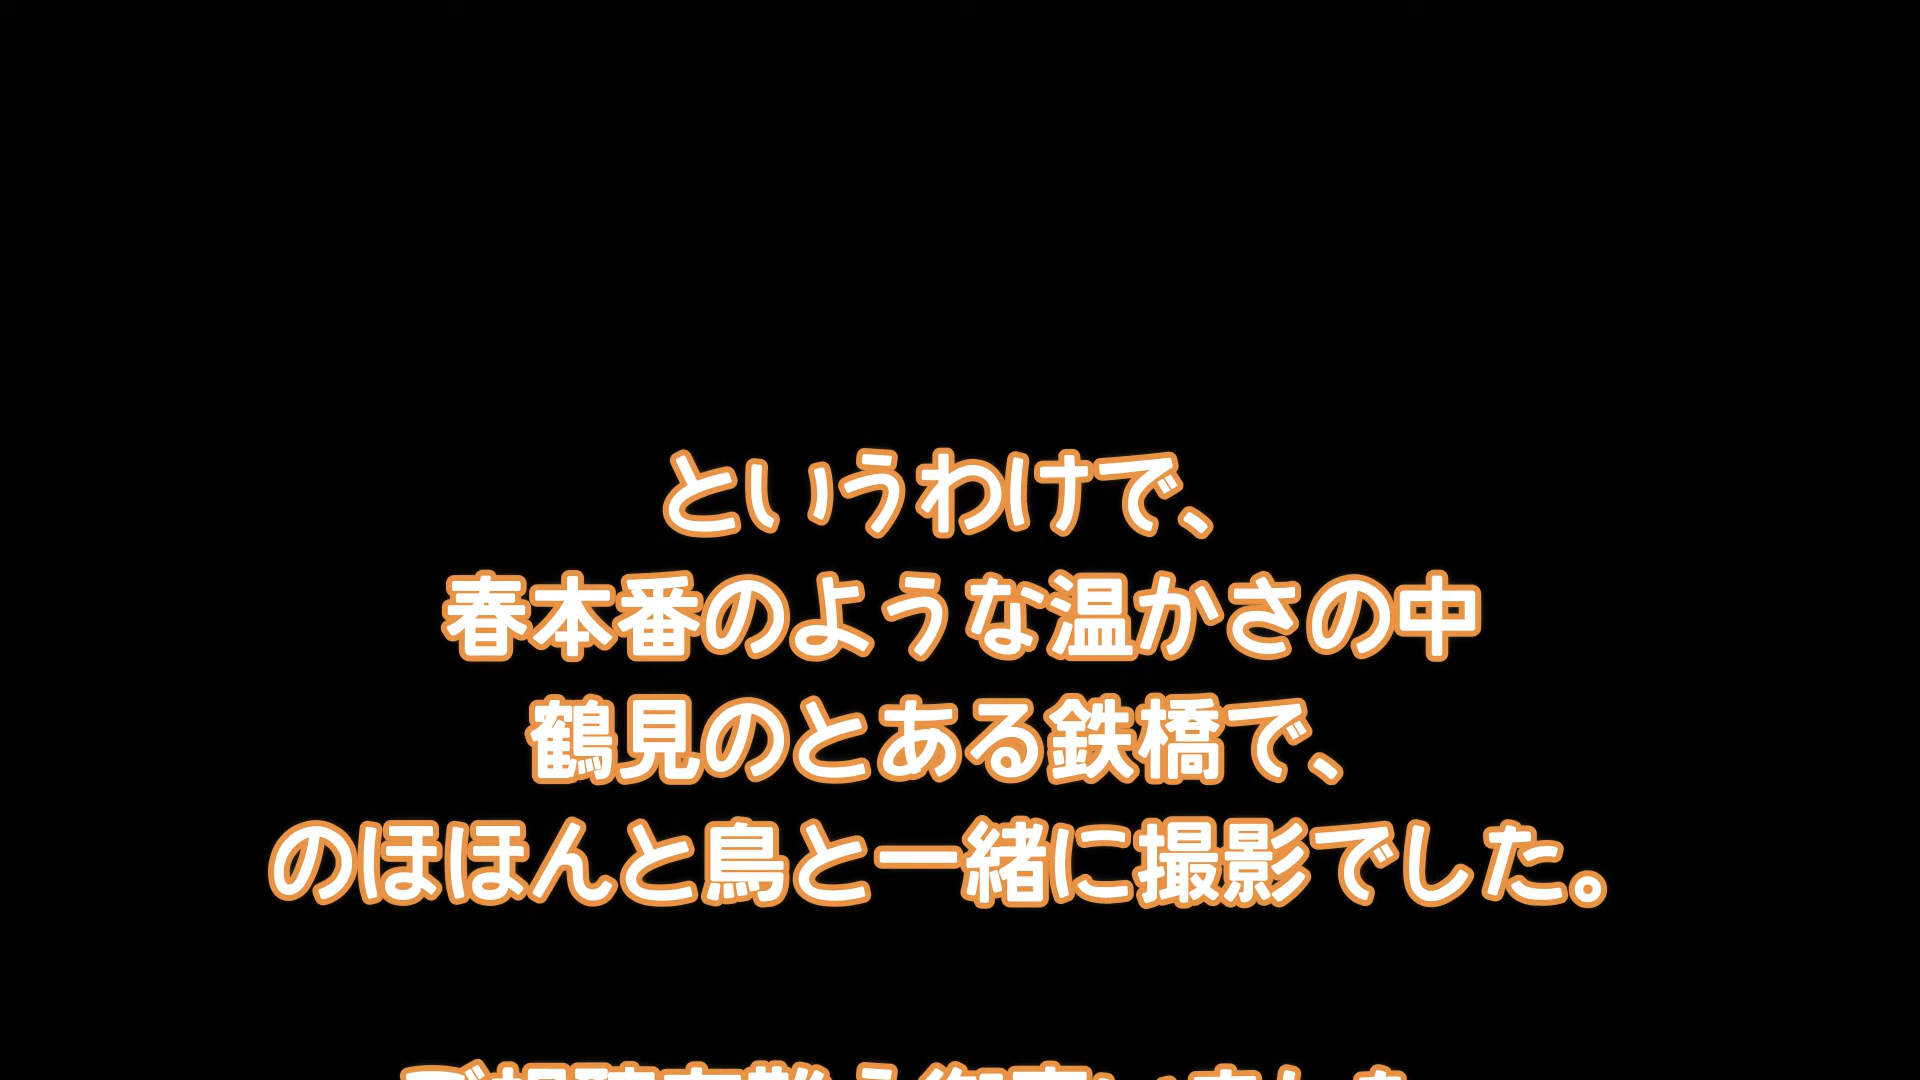 というわけで、
春本番のような温かさの中
鶴見のとある鉄橋で、
のほほんと鳥と一緒に撮影でした。